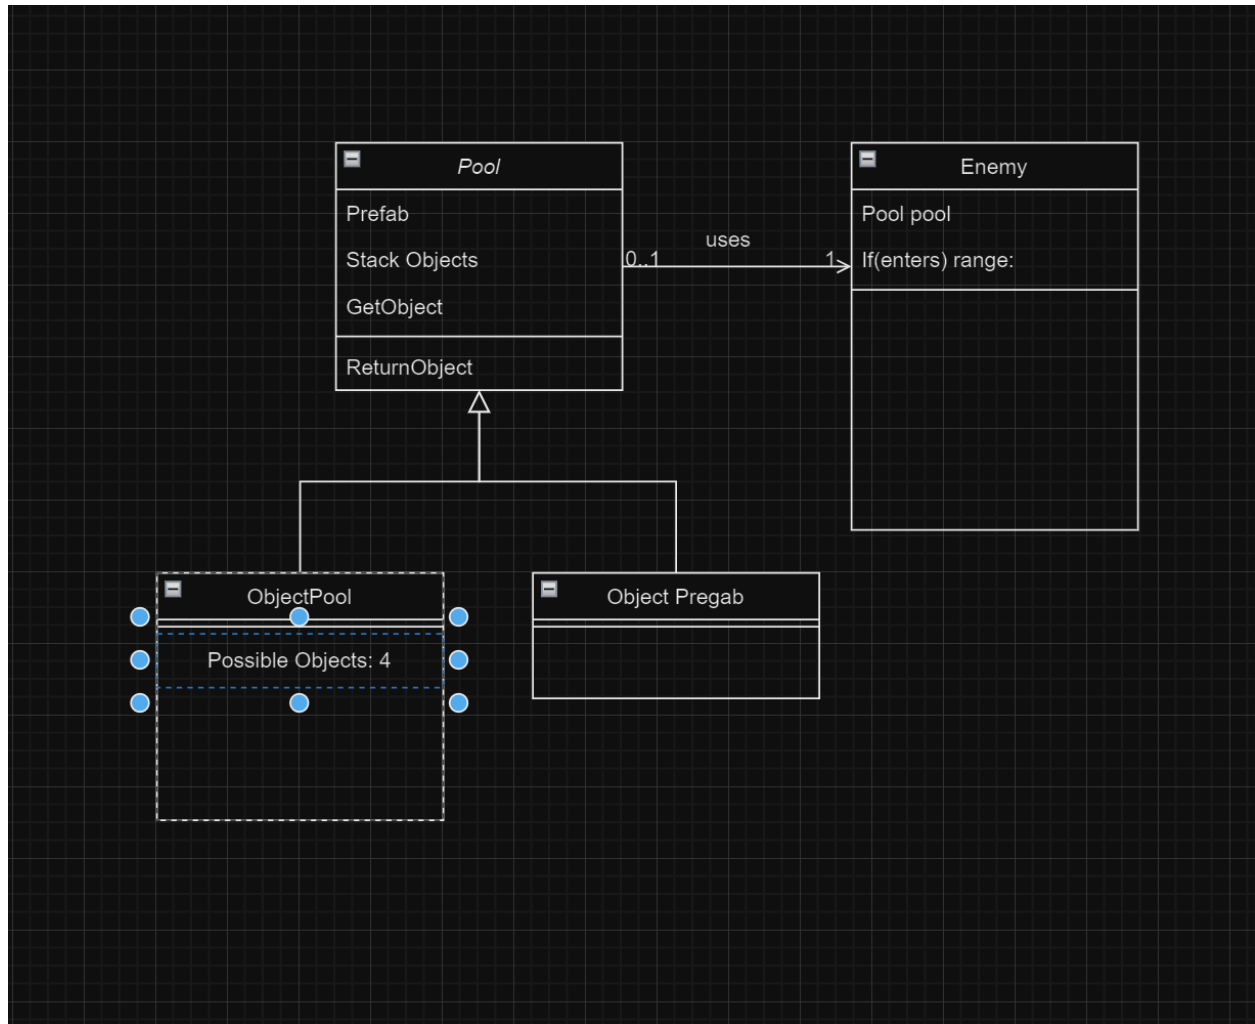 Pool
Prefab
Stack Objects
GetObject
ReturnObject
0..1
uses
1
Enemy
Pool pool
If(enters) range:
ObjectPool
Possible Objects: 4
Object Pregab